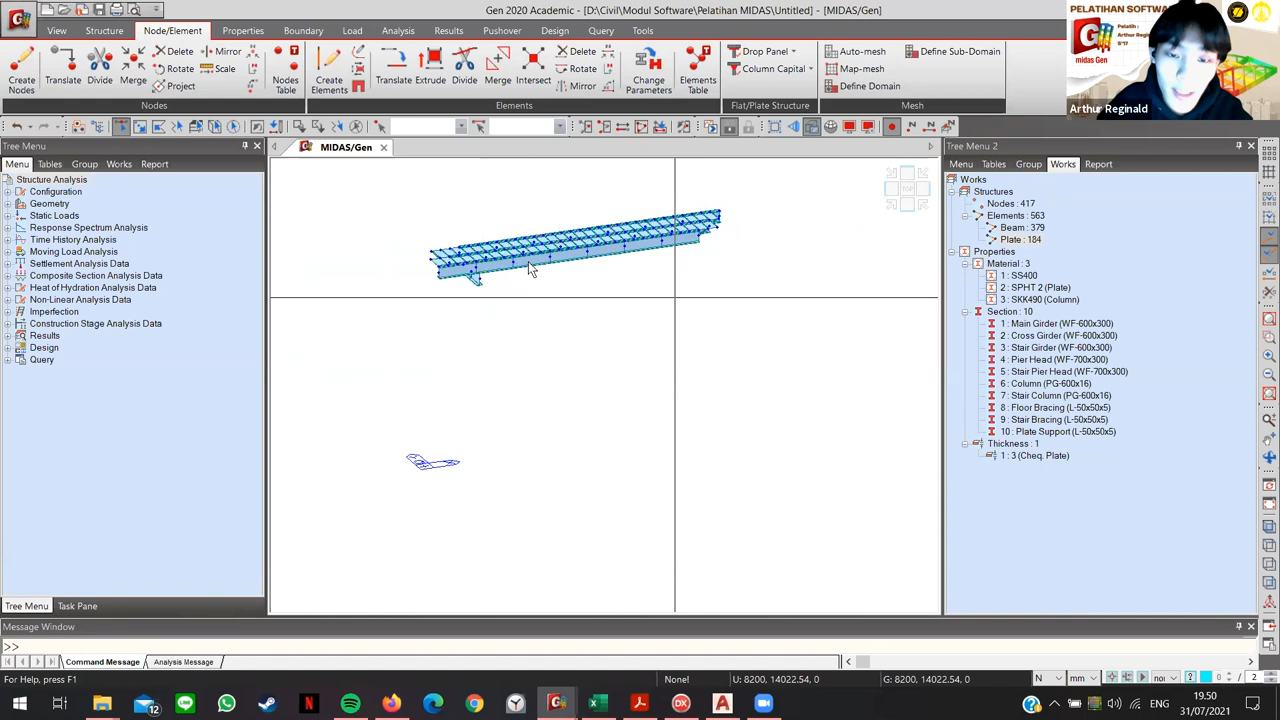 Gen 2020 Academic - [D:\Civil\Modul Software\Pelatihan MIDAS\Untitled] - [MIDAS/Gen]
View Structure Node/Element Properties Boundary Load Analysis Results Pushover Design Query Tools
Create Nodes
Translate
Divide
Merge
Delete
Rotate
Project
Mirror
Scale
Nodes Table
Create Elements
Translate
Extrude
Divide
Merge
Intersect
Delete
Rotate
Mirror
Change Parameters
Elements Table
Drop Panel
Column Capital
Auto-mesh
Map-mesh
Define Domain
Define Sub-Domain
Nodes Elements Flat/Plate Structure Mesh
PELATIHAN SOFTWARE
Pelatih :
Arthur Regin
S'17
midas Gen
Arthur Reginald
Tree Menu
Menu Tables Group Works Report
Structure Analysis
Configuration
Geometry
Static Loads
Response Spectrum Analysis
Time History Analysis
Moving Load Analysis
Settlement Analysis Data
Composite Section Analysis Data
Heat of Hydration Analysis Data
Non-Linear Analysis Data
Imperfection
Construction Stage Analysis Data
Results
Design
Query
Tree Menu Task Pane
MIDAS/Gen
TOP
Tree Menu 2
Menu Tables Group Works Report
Works
Structures
Nodes : 417
Elements : 563
Beam : 379
Plate : 184
Properties
Material : 3
1 : SS400
2 : SPHT 2 (Plate)
3 : SKK490 (Column)
Section : 10
1 : Main Girder (WF-600x300)
2 : Cross Girder (WF-600x300)
3 : Stair Girder (WF-600x300)
4 : Pier Head (WF-700x300)
5 : Stair Pier Head (WF-700x300)
6 : Column (PG-600x16)
7 : Stair Column (PG-600x16)
8 : Floor Bracing (L-50x50x5)
9 : Stair Bracing (L-50x50x5)
10 : Plate Support (L-50x50x5)
Thickness : 1
1 : 3 (Cheq. Plate)
Message Window
>>
Command Message Analysis Message
For Help, press F1
None!
U: 8200, 14022.54, 0
G: 8200, 14022.54, 0
N
mm
nor
0
/ 2
12
ENG
19.50
31/07/2021